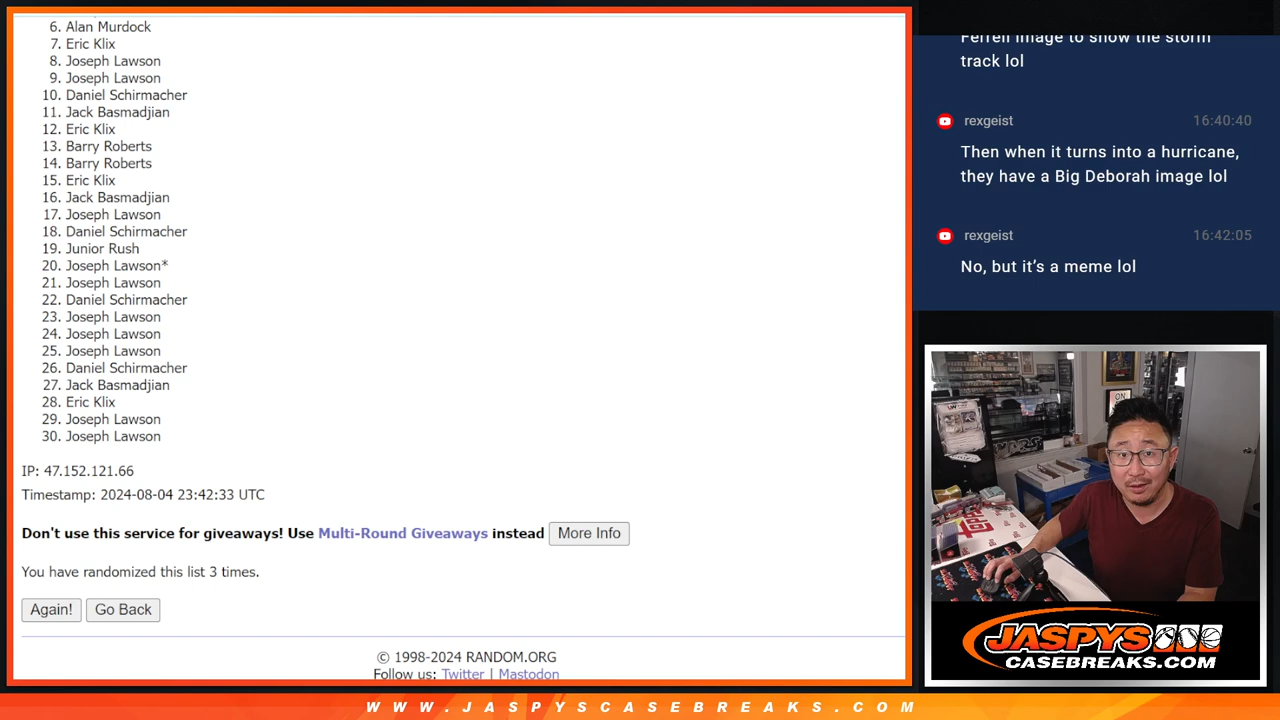 6. Alan Murdock
7. Eric Klix
8. Joseph Lawson
9. Joseph Lawson
10. Daniel Schirmacher
11. Jack Basmadjian
12. Eric Klix
13. Barry Roberts
14. Barry Roberts
15. Eric Klix
16. Jack Basmadjian
17. Joseph Lawson
18. Daniel Schirmacher
19. Junior Rush
20. Joseph Lawson*
21. Joseph Lawson
22. Daniel Schirmacher
23. Joseph Lawson
24. Joseph Lawson
25. Joseph Lawson
26. Daniel Schirmacher
27. Jack Basmadjian
28. Eric Klix
29. Joseph Lawson
30. Joseph Lawson
IP: 47.152.121.66
Timestamp: 2024-08-04 23:42:33 UTC
Don't use this service for giveaways! Use Multi-Round Giveaways instead More Info
You have randomized this list 3 times.
Again! Go Back
© 1998-2024 RANDOM.ORG
Follow us: Twitter | Mastodon
Ferrell image to show the storm
track lol
rexgeist 16:40:40
Then when it turns into a hurricane,
they have a Big Deborah image lol
rexgeist 16:42:05
No, but it's a meme lol
ON
JASPYS
CASEBREAKS.COM
WWW.JASPYSCASEBREAKS.COM